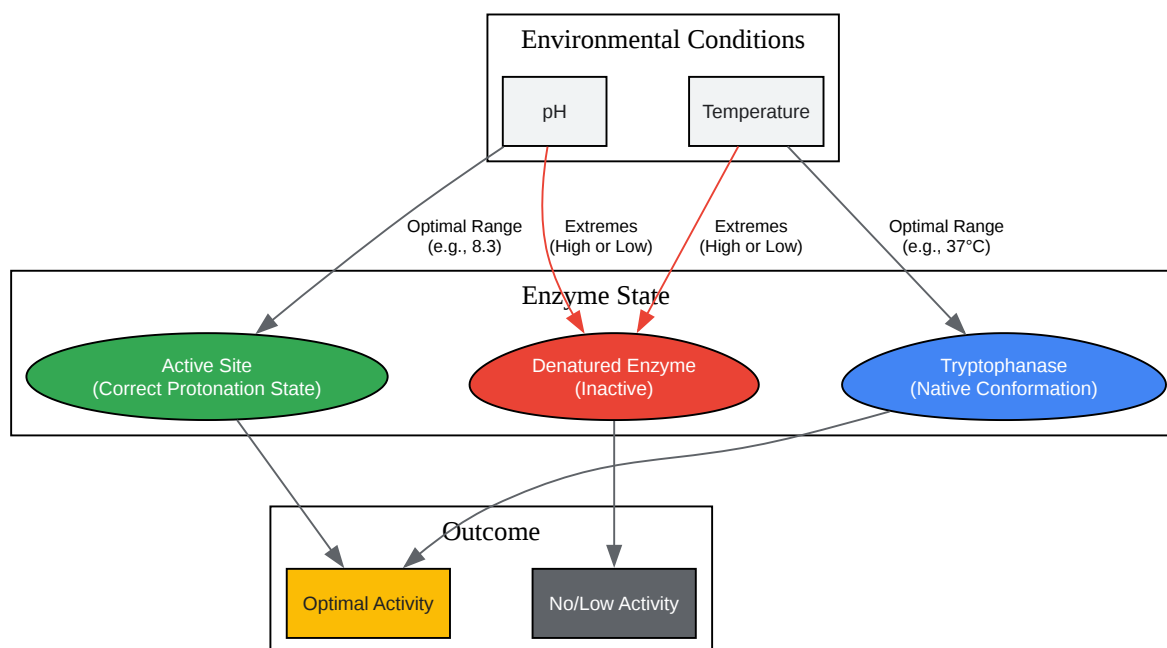 Environmental Conditions
pH
Temperature
Optimal Range
(e.g., 8.3)
Extremes
(High or Low)
Extremes
(High or Low)
Optimal Range
(e.g., 37°C)
Enzyme State
Active Site
(Correct Protonation State)
Denatured Enzyme
(Inactive)
Tryptophanase
(Native Conformation)
Outcome
Optimal Activity
No/Low Activity